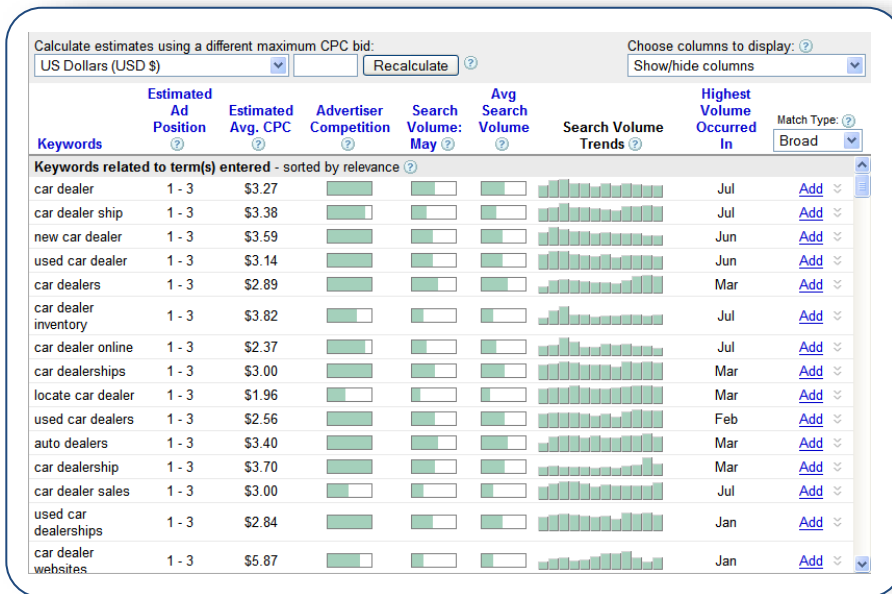 Calculate estimates using a different maximum CPC bid:
Choose columns to display: ?
US Dollars (USD $)
Recalculate ?
Show/hide columns
Keywords
Estimated
Ad
Position
?
Estimated
Avg. CPC
?
Advertiser
Competition
?
Search
Volume:
May ?
Avg
Search
Volume
?
Search Volume
Trends ?
Highest
Volume
Occurred
In
Match Type: ?
Broad
Keywords related to term(s) entered - sorted by relevance ?
car dealer 1 - 3 $3.27 Jul Add
car dealer ship 1 - 3 $3.38 Jul Add
new car dealer 1 - 3 $3.59 Jun Add
used car dealer 1 - 3 $3.14 Jun Add
car dealers 1 - 3 $2.89 Mar Add
car dealer
inventory 1 - 3 $3.82 Jul Add
car dealer online 1 - 3 $2.37 Jul Add
car dealerships 1 - 3 $3.00 Mar Add
locate car dealer 1 - 3 $1.96 Mar Add
used car dealers 1 - 3 $2.56 Feb Add
auto dealers 1 - 3 $3.40 Mar Add
car dealership 1 - 3 $3.70 Mar Add
car dealer sales 1 - 3 $3.00 Jul Add
used car
dealerships 1 - 3 $2.84 Jan Add
car dealer
websites 1 - 3 $5.87 Jan Add